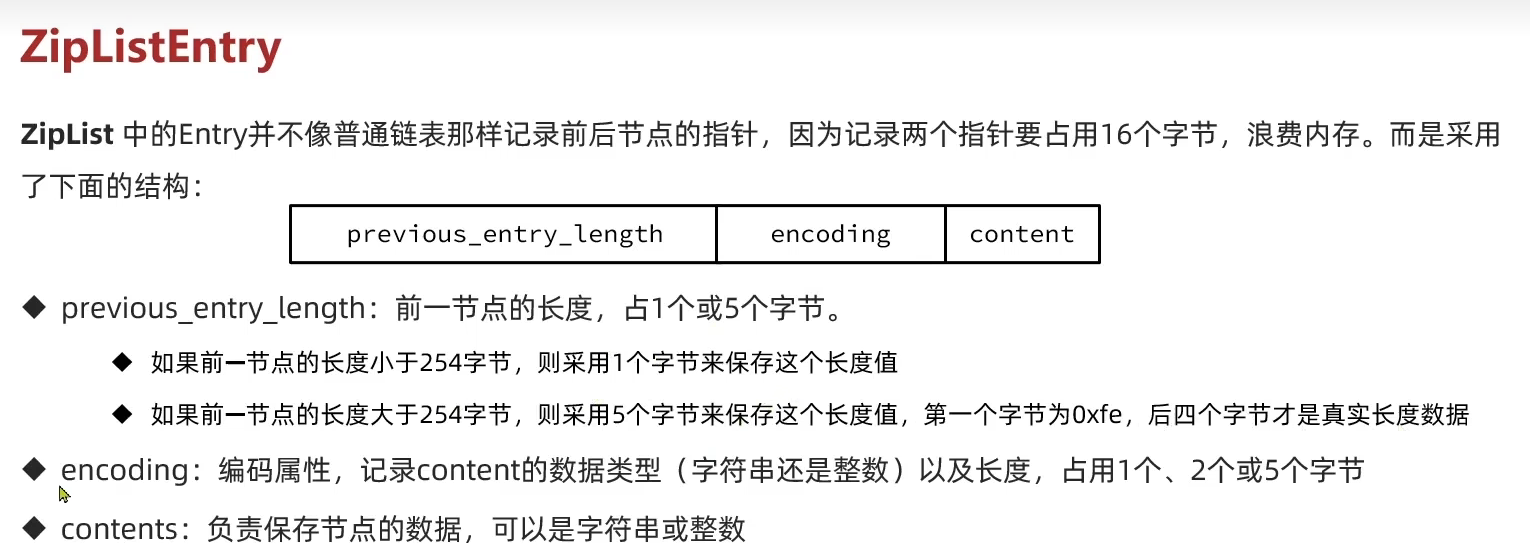 ZipListEntry
ZipList 中的Entry并不像普通链表那样记录前后节点的指针，因为记录两个指针要占用16个字节，浪费内存。而是采用
了下面的结构：
previous_entry_length encoding content
◆ previous_entry_length：前一节点的长度，占1个或5个字节。
◆ 如果前一节点的长度小于254字节，则采用1个字节来保存这个长度值
◆ 如果前一节点的长度大于254字节，则采用5个字节来保存这个长度值，第一个字节为0xfe，后四个字节才是真实长度数据
◆ encoding：编码属性，记录content的数据类型（字符串还是整数）以及长度，占用1个、2个或5个字节
◆ contents：负责保存节点的数据，可以是字符串或整数